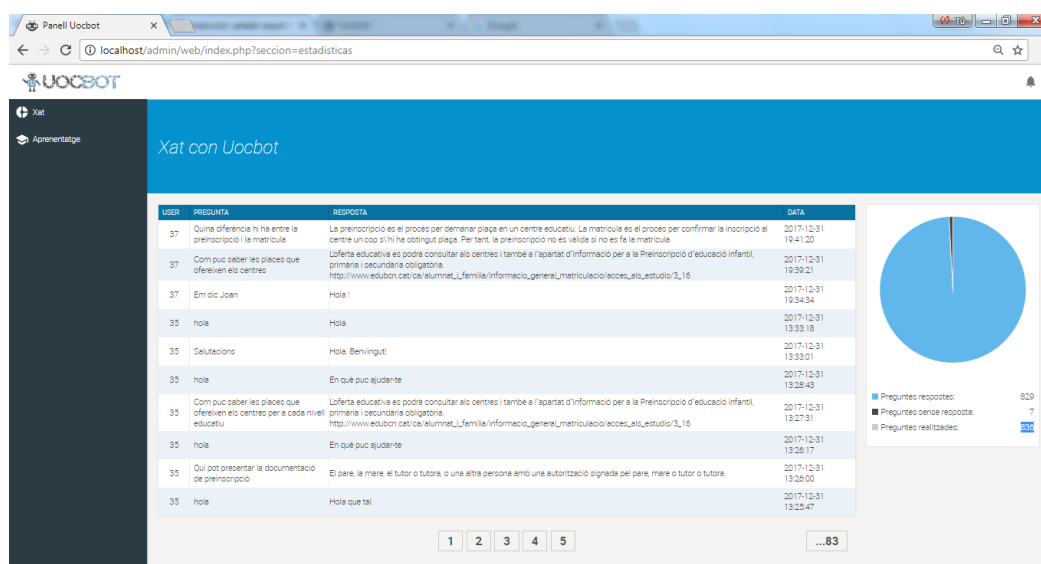 Panell Uocbot
Google
localhost/admin/web/index.php?seccion=estadisticas
UOCBOT
Xat
Aprenentatge
Xat con Uocbot
USER PREGUNTA RESPOSTA DATA
37 Quina diferència hi ha entre la preinscripció i la matrícula La preinscripció és el procés per demanar plaça en un centre educatiu. La matrícula és el procés per confirmar la inscripció al centre un cop s\'hi ha obtingut plaça. Per tant, la preinscripció no és vàlida si no es fa la matrícula 2017-12-31 19:41:20
37 Com puc saber les places que ofereixen els centres L'oferta educativa es podrà consultar als centres i també a l'apartat d'informació per a la Preinscripció d'educació infantil, primària i secundària obligatòria. http://www.edubcn.cat/ca/alumnat_i_familia/informacio_general_matriculacio/acces_als_estudis/3_16 2017-12-31 19:39:21
37 Em dic Joan Hola ! 2017-12-31 19:34:34
35 hola Hola 2017-12-31 13:33:18
35 Salutacions Hola. Benvingut! 2017-12-31 13:33:01
35 hola En què puc ajudar-te 2017-12-31 13:28:43
35 Com puc saber les places que ofereixen els centres per a cada nivell educatiu L'oferta educativa es podrà consultar als centres i també a l'apartat d'informació per a la Preinscripció d'educació infantil, primària i secundària obligatòria. http://www.edubcn.cat/ca/alumnat_i_familia/informacio_general_matriculacio/acces_als_estudis/3_16 2017-12-31 13:27:31
35 hola En què puc ajudar-te 2017-12-31 13:26:17
35 Qui pot presentar la documentació de preinscripció El pare, la mare, el tutor o tutora, o una altra persona amb una autorització signada pel pare, mare o tutor o tutora. 2017-12-31 13:26:00
35 hola Hola que tal 2017-12-31 13:25:47
1 2 3 4 5 ...83
Preguntes respostes: 829
Preguntes sense resposta: 7
Preguntes realitzades: 836